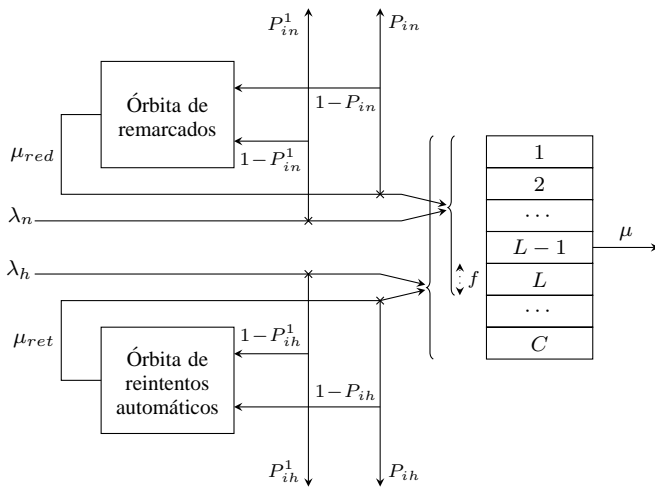 P_{in}^1
P_{in}
Órbita de
remarcados
1−P_{in}
1−P_{in}^1
μ_{red}
λ_n
λ_h
μ_{ret}
Órbita de
reintentos
automáticos
1−P_{ih}^1
1−P_{ih}
P_{ih}^1
P_{ih}
f
1
2
⋯
L − 1
L
⋯
C
μ